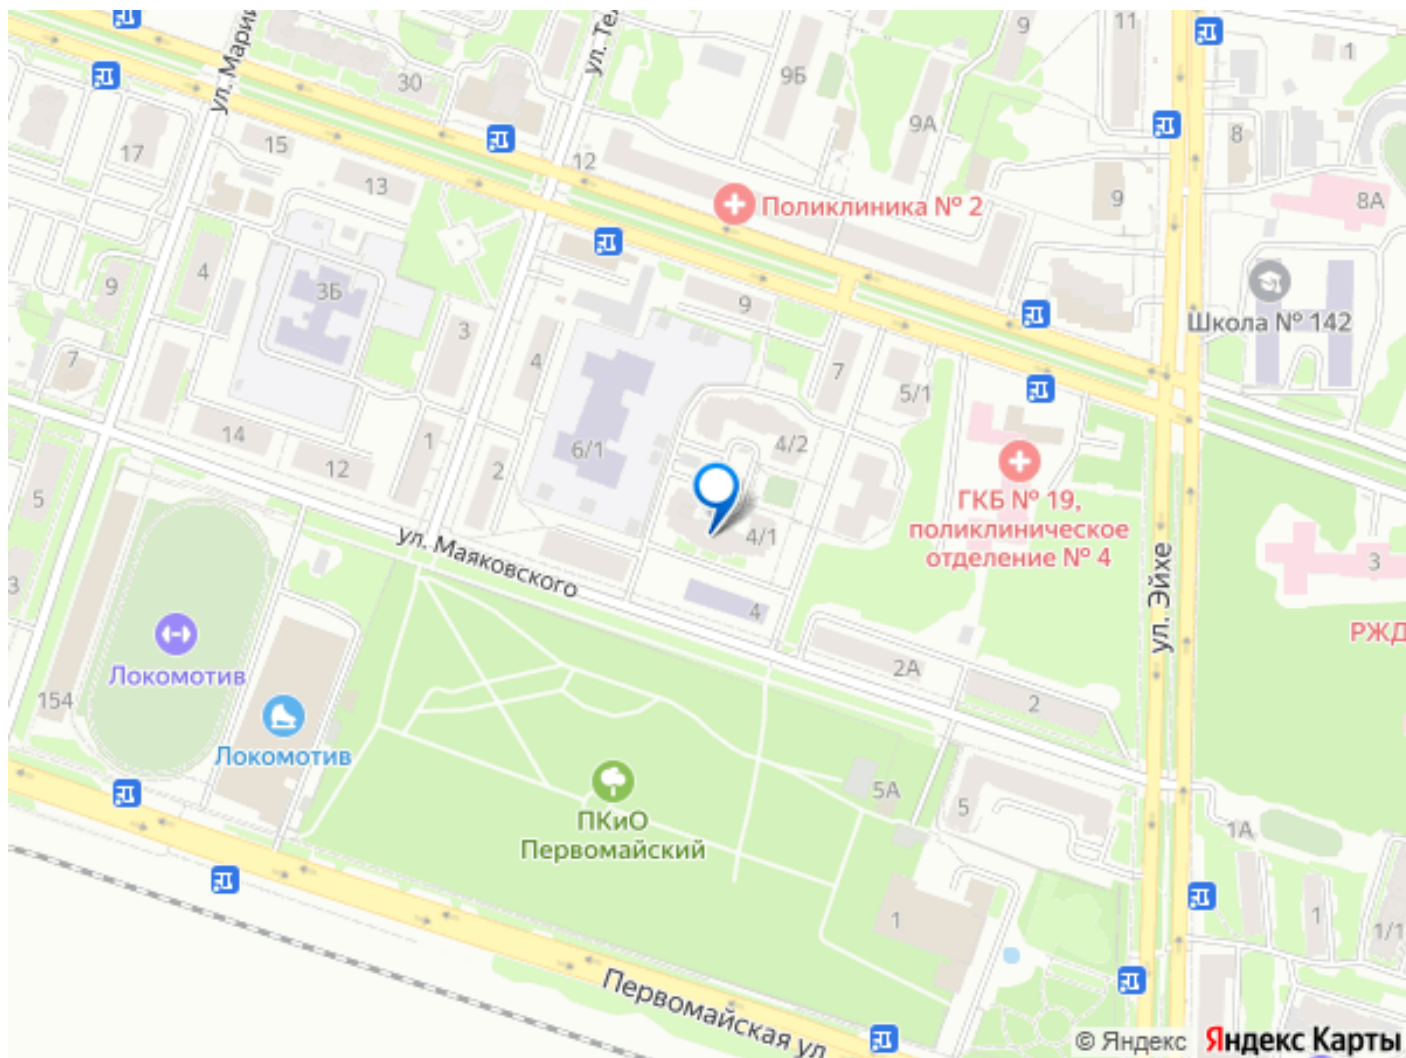 ул. Мари
ул. Тел
11
9
1
30
9Б
9А
8
15
17
12
13
Поликлиника № 2
9
8А
4
3Б
9
3
9
Школа № 142
7
4
7
5/1
14
1
12
2
6/1
4/2
5
ГКБ № 19,
поликлиническое
отделение № 4
4/1
ул. Маяковского
3
3
4
ул. Эйхе
РЖД
Локомотив
2А
154
2
Локомотив
5А
5
ПКиО
Первомайский
1А
1
1
1/1
Первомайская ул
© Яндекс
Яндекс Карты